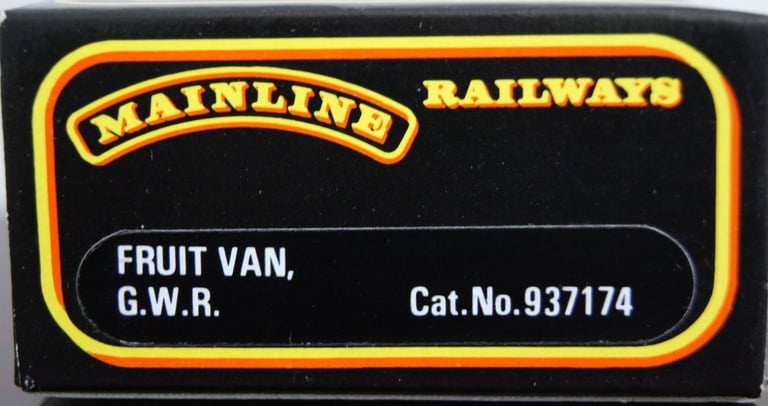 MAINLINE RAILWAYS
FRUIT VAN,
G.W.R. Cat.No.937174